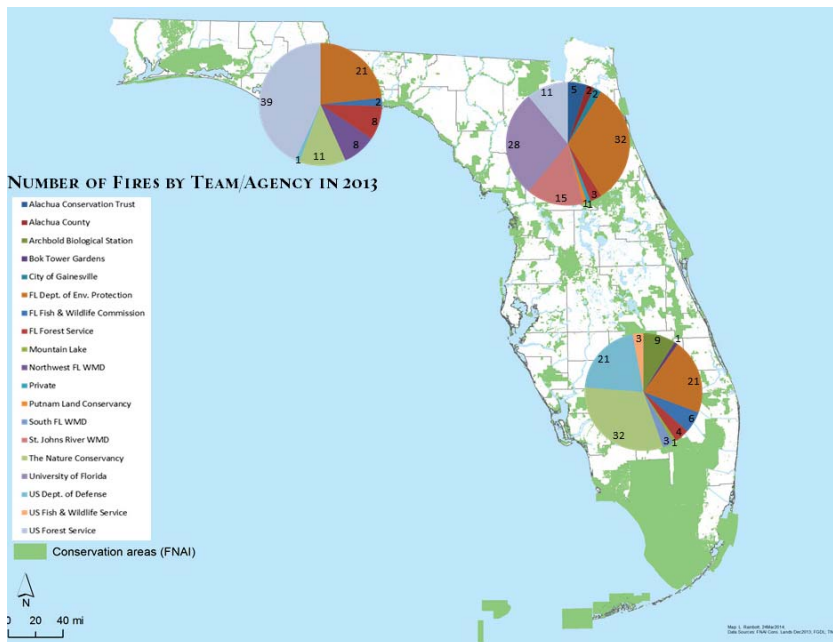 21
2
8
8
11
1
39
5
2
2
32
3
1
1
15
28
11
NUMBER OF FIRES BY TEAM/AGENCY IN 2013
Alachua Conservation Trust
Alachua County
Archbold Biological Station
Bok Tower Gardens
City of Gainesville
FL Dept. of Env. Protection
FL Fish & Wildlife Commission
FL Forest Service
Mountain Lake
Northwest FL WMD
Private
Putnam Land Conservancy
South FL WMD
St. Johns River WMD
The Nature Conservancy
University of Florida
US Dept. of Defense
US Fish & Wildlife Service
US Forest Service
3
9
1
21
6
4
1
3
32
21
Conservation areas (FNAI)
N
0 20 40 mi